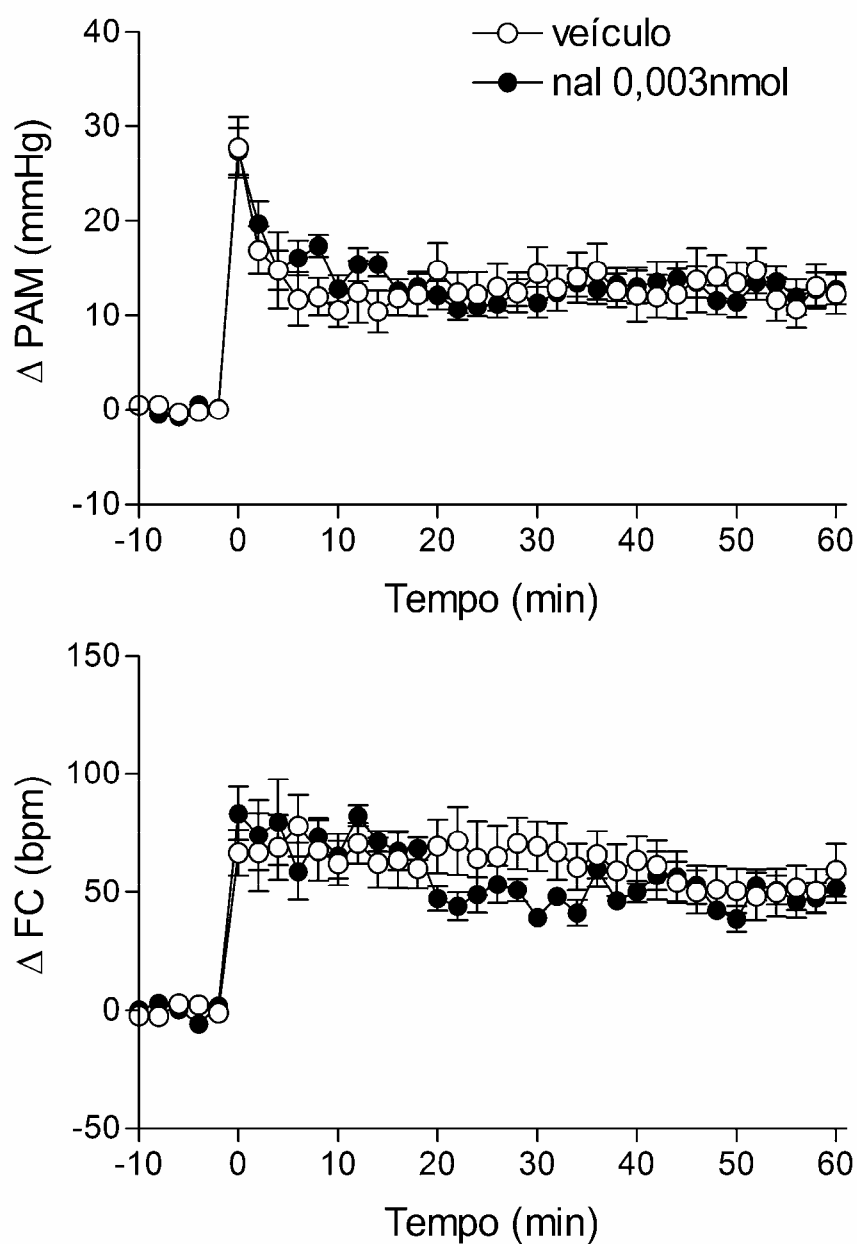 veículo
nal 0,003nmol
Δ PAM (mmHg)
40
30
20
10
0
-10
-10 0 10 20 30 40 50 60
Tempo (min)
Δ FC (bpm)
150
100
50
0
-50
-10 0 10 20 30 40 50 60
Tempo (min)